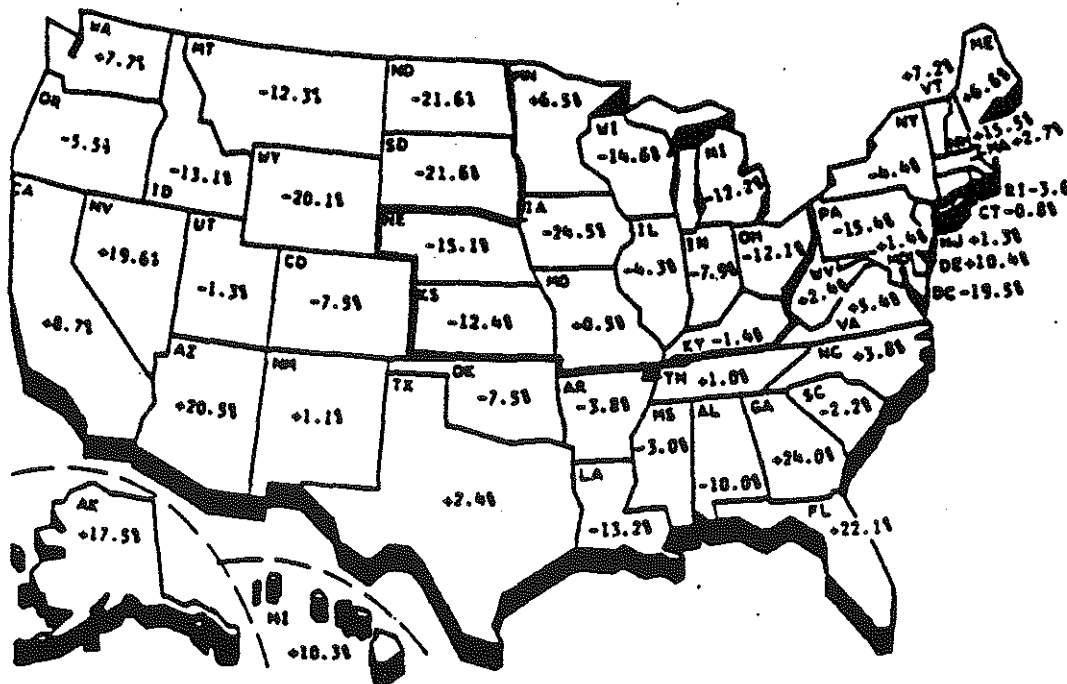 WA
+7.7%
MT
-12.3%
ND
-21.6%
MN
+6.5%
ME
+6.6%
+7.2%
VT
OR
-5.5%
ID
-13.1%
WY
-20.1%
SD
-21.6%
WI
-14.6%
MI
-12.2%
NY
-4.4%
NH +15.5%
MA +2.7%
RI
CT -0.8%
NJ +1.3%
DE +10.4%
DC -19.5%
CA
+8.7%
NV
+19.6%
UT
-1.3%
CO
-7.5%
NE
-15.1%
IA
-24.5%
IL
-4.3%
IN
-7.9%
OH
-12.1%
PA
-15.4%
+1.4%
MD
WV
+2.4%
+5.4%
VA
KS
-12.4%
MO
KY -1.4%
NC
+3.8%
AZ
+20.5%
NM
+1.1%
TX
+2.4%
OK
-7.5%
AR
-3.8%
TN +1.0%
MS
-3.0%
AL
-10.0%
GA
+24.0%
SC
-2.2%
LA
-13.2%
FL
+22.1%
AK
+17.5%
HI
+10.3%